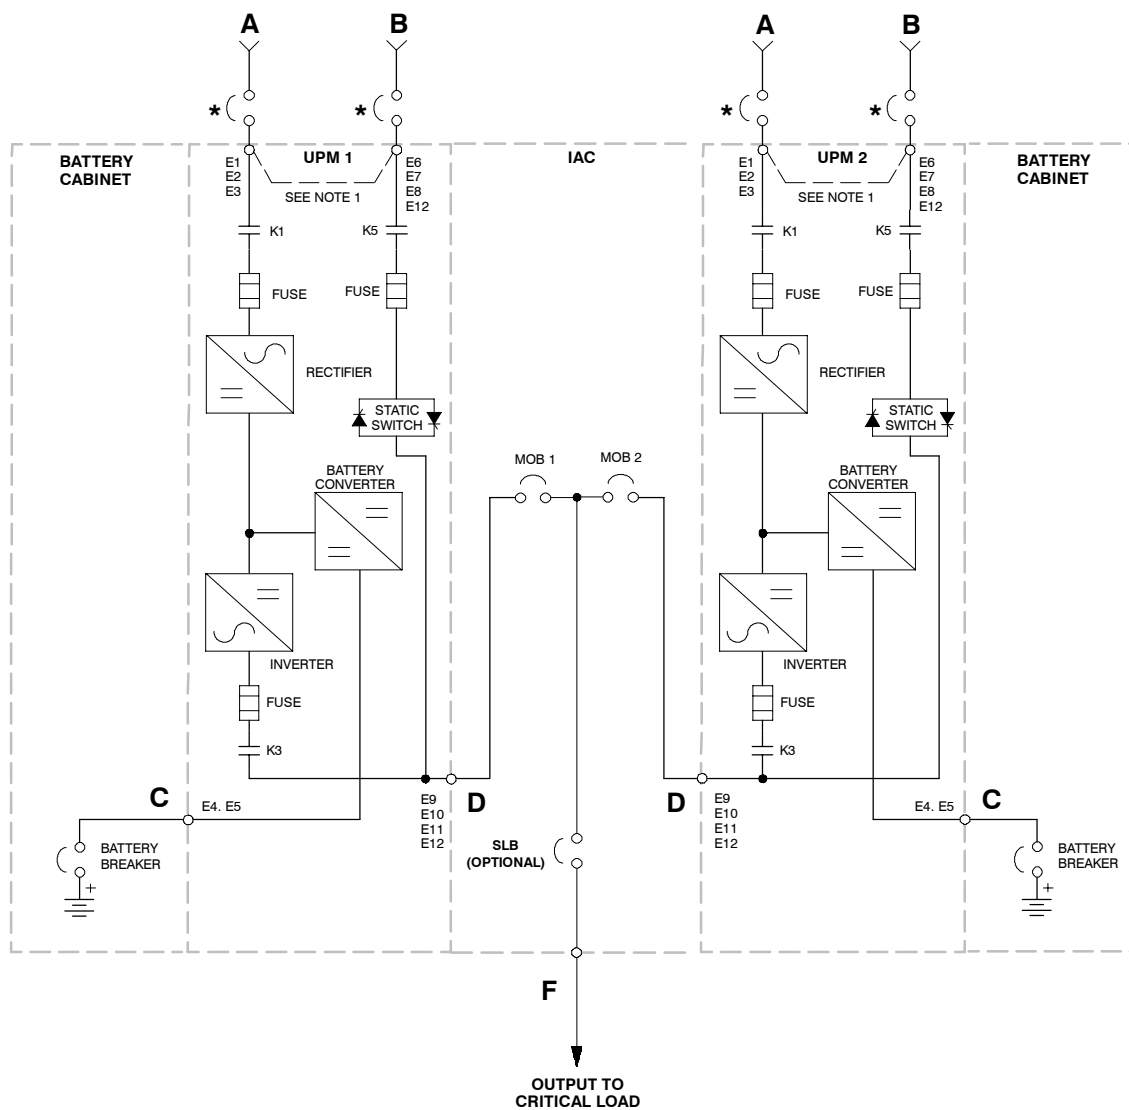 A
B
A
B
*
*
*
*
BATTERY
CABINET
UPM 1
IAC
UPM 2
BATTERY
CABINET
E1
E2
E3
E6
E7
E8
E12
SEE NOTE 1
E1
E2
E3
E6
E7
E8
E12
SEE NOTE 1
K1
K5
K1
K5
FUSE
FUSE
FUSE
FUSE
RECTIFIER
RECTIFIER
STATIC
SWITCH
STATIC
SWITCH
MOB 1
MOB 2
BATTERY
CONVERTER
BATTERY
CONVERTER
INVERTER
INVERTER
FUSE
FUSE
K3
K3
C
E4. E5
D
D
E4. E5
C
E9
E10
E11
E12
E9
E10
E11
E12
BATTERY
BREAKER
+
SLB
(OPTIONAL)
BATTERY
BREAKER
+
F
OUTPUT TO
CRITICAL LOAD